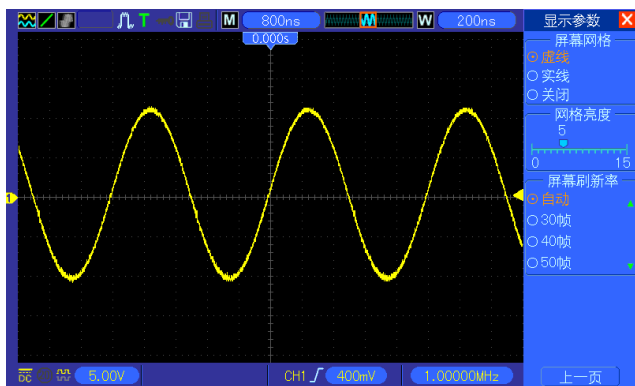 M 800ns W 200ns
0.000s
显示参数 X
屏幕网格
虚线
实线
关闭
网格亮度
5
0 15
屏幕刷新率
自动
30帧
40帧
50帧
上一页
1
DC 5.00V CH1 400mV 1.00000MHz